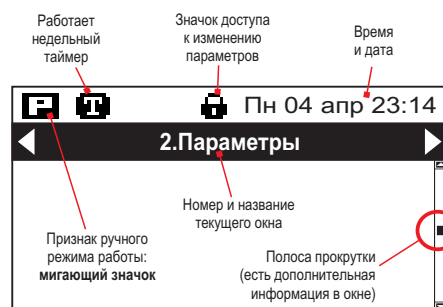 Работает
недельный
таймер
Значок доступа
к изменению
параметров
Время
и дата
P T Пн 04 апр 23:14
2.Параметры
Номер и название
текущего окна
Признак ручного
режима работы:
мигающий значок
Полоса прокрутки
(есть дополнительная
информация в окне)